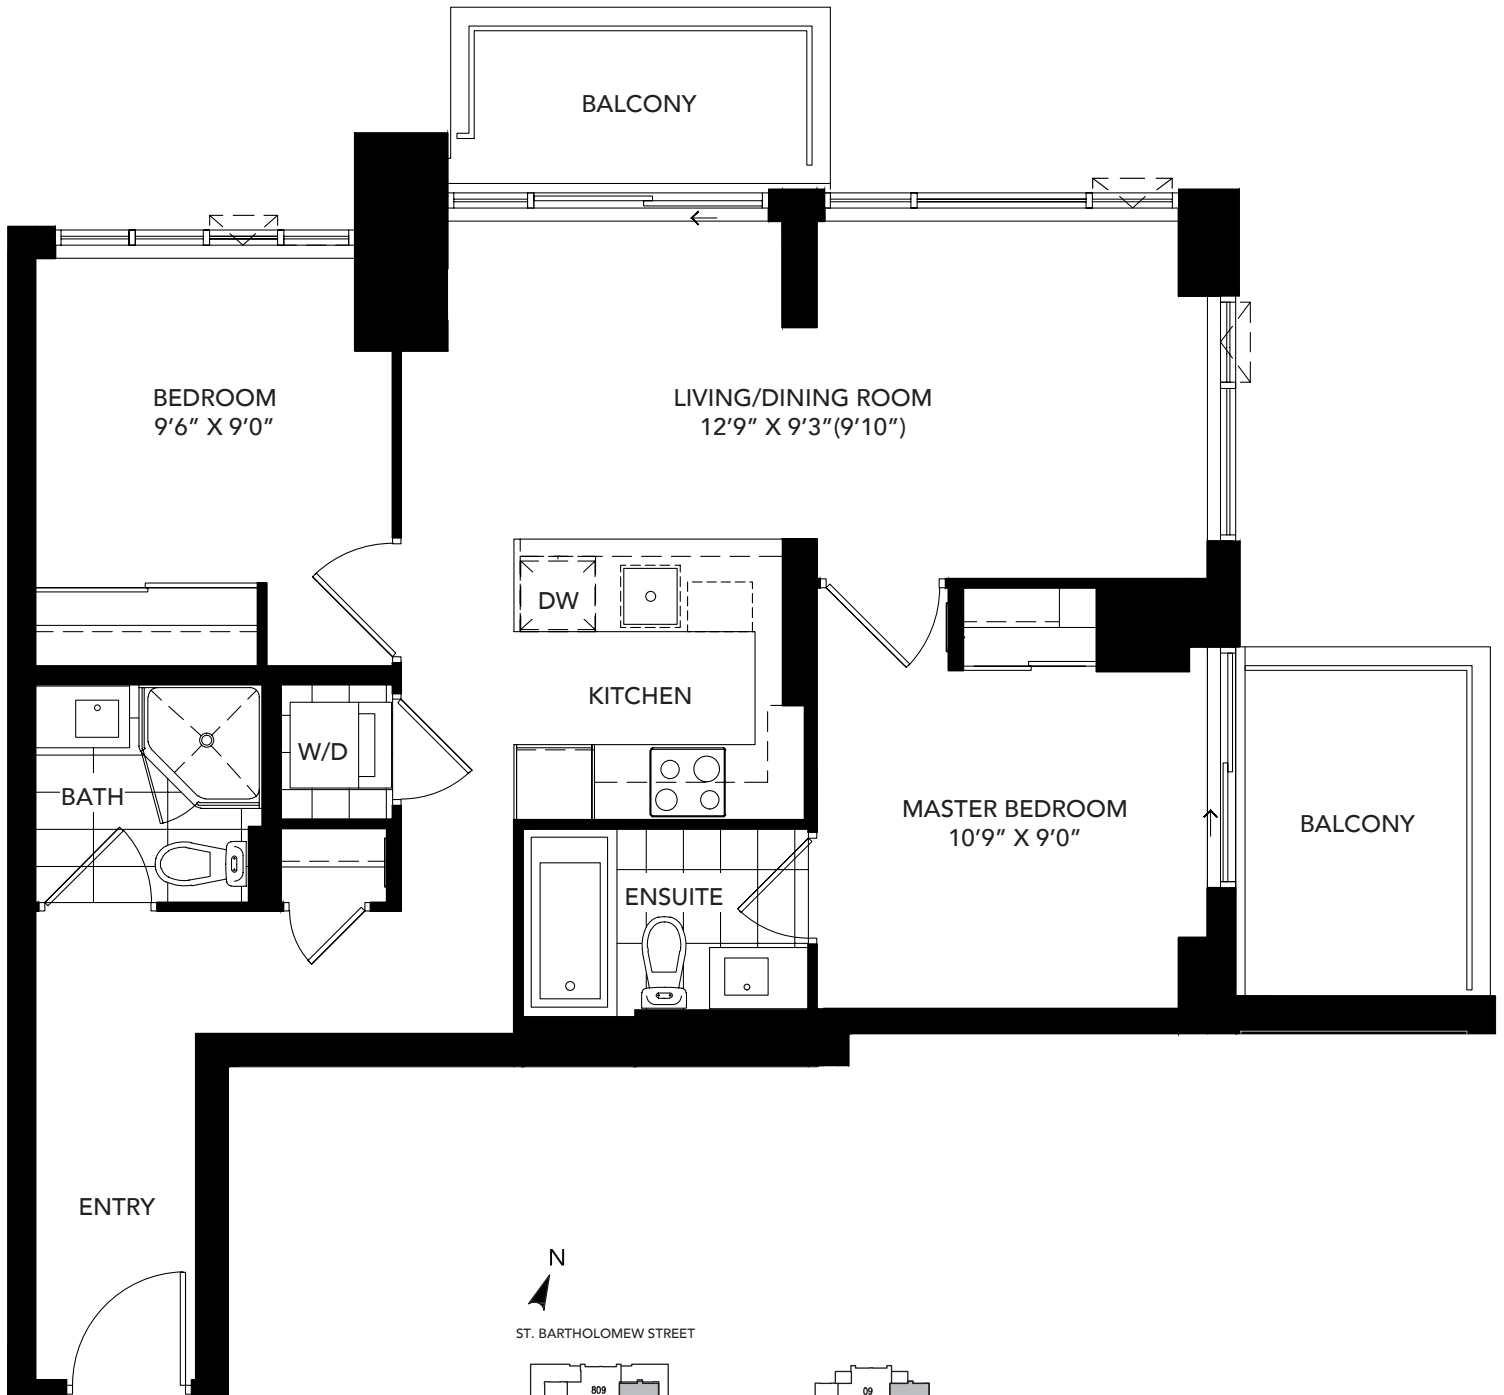 BALCONY
BEDROOM
9'6" X 9'0"
LIVING/DINING ROOM
12'9" X 9'3"(9'10")
DW
KITCHEN
W/D
BATH
MASTER BEDROOM
10'9" X 9'0"
BALCONY
ENSUITE
ENTRY
N
ST. BARTHOLOMEW STREET
809
09